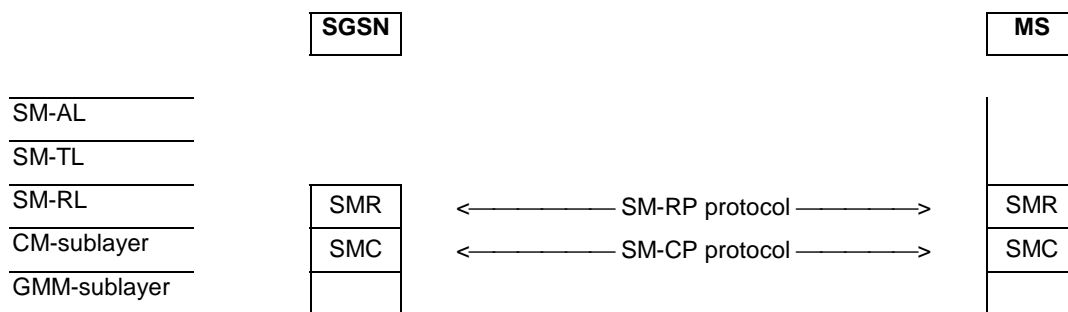 SGSN MS
SM-AL
SM-TL
SM-RL SMR <—————— SM-RP protocol ——————> SMR
CM-sublayer SMC <—————— SM-CP protocol ——————> SMC
GMM-sublayer